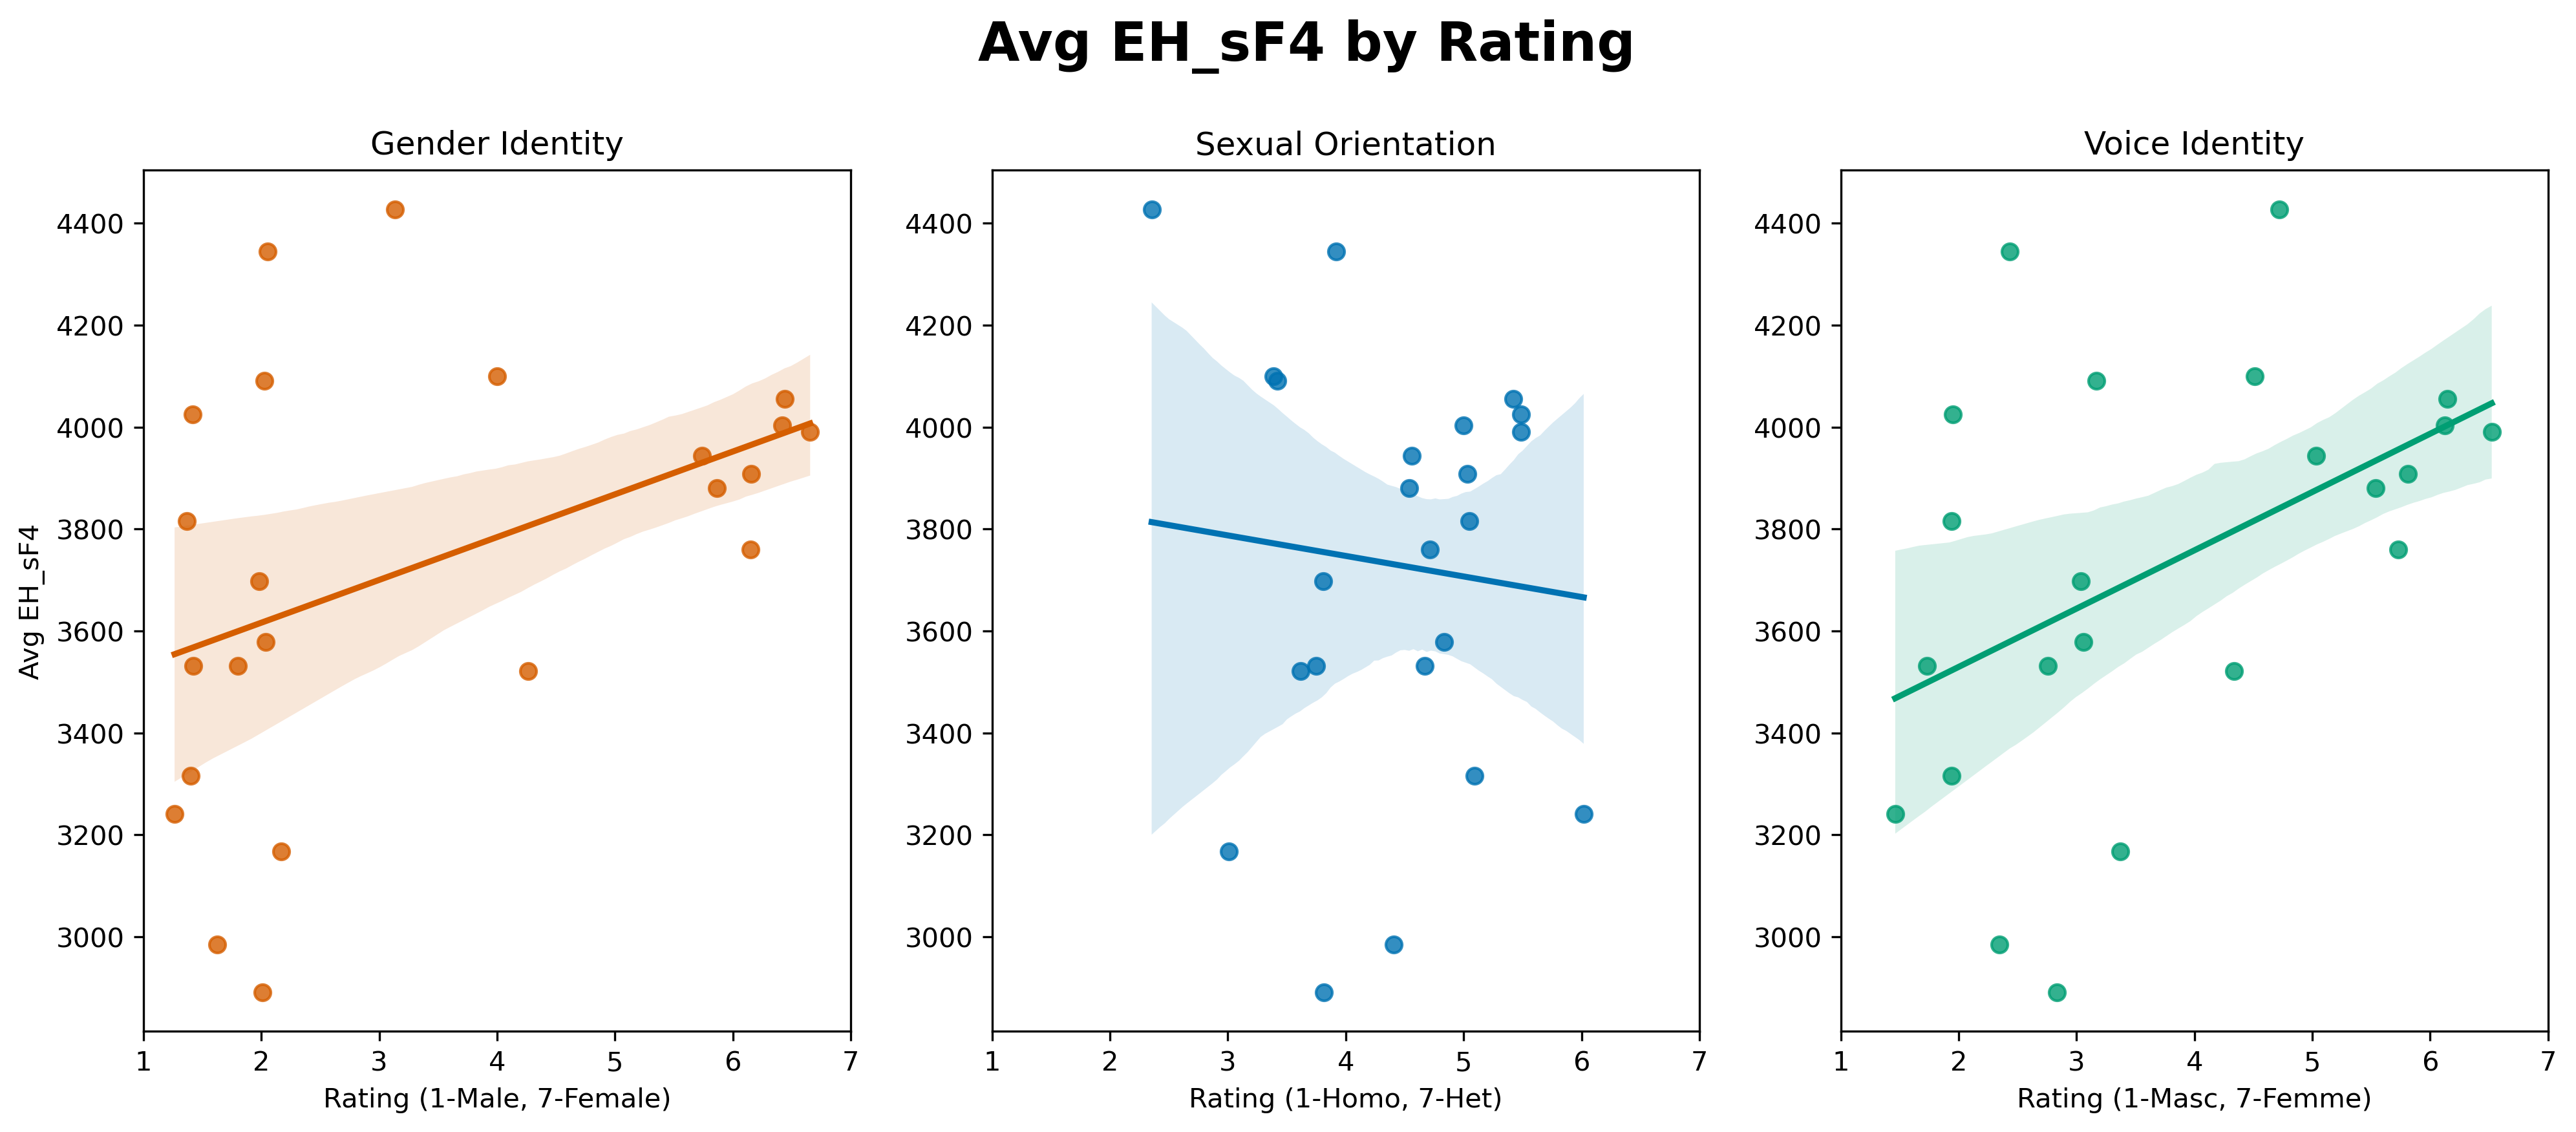 Avg EH_sF4 by Rating
Gender Identity
Sexual Orientation
Voice Identity
Avg EH_sF4
4400
4200
4000
3800
3600
3400
3200
3000
1 2 3 4 5 6 7
Rating (1-Male, 7-Female)
4400
4200
4000
3800
3600
3400
3200
3000
1 2 3 4 5 6 7
Rating (1-Homo, 7-Het)
4400
4200
4000
3800
3600
3400
3200
3000
1 2 3 4 5 6 7
Rating (1-Masc, 7-Femme)